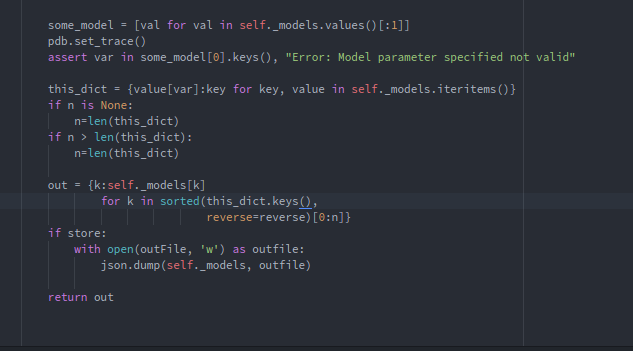 some_model = [val for val in self._models.values()[:1]]
pdb.set_trace()
assert var in some_model[0].keys(), "Error: Model parameter specified not valid"
this_dict = {value[var]:key for key, value in self._models.iteritems()}
if n is None:
n=len(this_dict)
if n > len(this_dict):
n=len(this_dict)
out = {k:self._models[k]
for k in sorted(this_dict.keys(),
reverse=reverse)[0:n]}
if store:
with open(outFile, 'w') as outfile:
json.dump(self._models, outfile)
return out